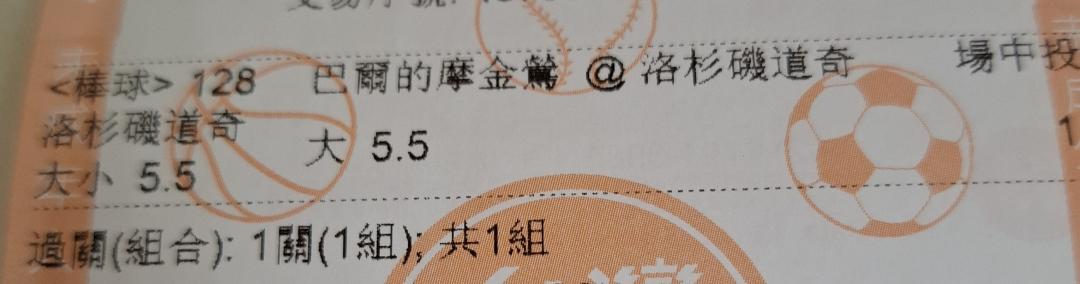 <棒球> 128 巴爾的摩金鶯 @ 洛杉磯道奇 場中投
洛杉磯道奇
大 5.5
大小 5.5
過關(組合): 1關(1組); 共1組